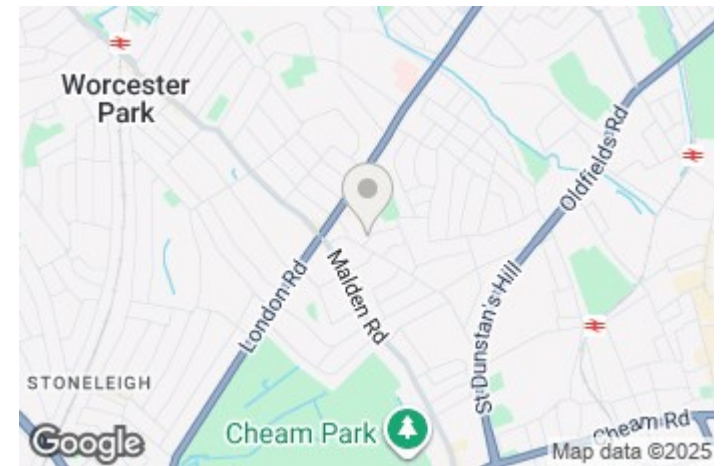 Worcester
Park
Oldfields Rd
London Rd
Malden Rd
St Dunstan's Hill
STONELEIGH
Cheam Park
Cheam Rd
Google
Map data ©2025